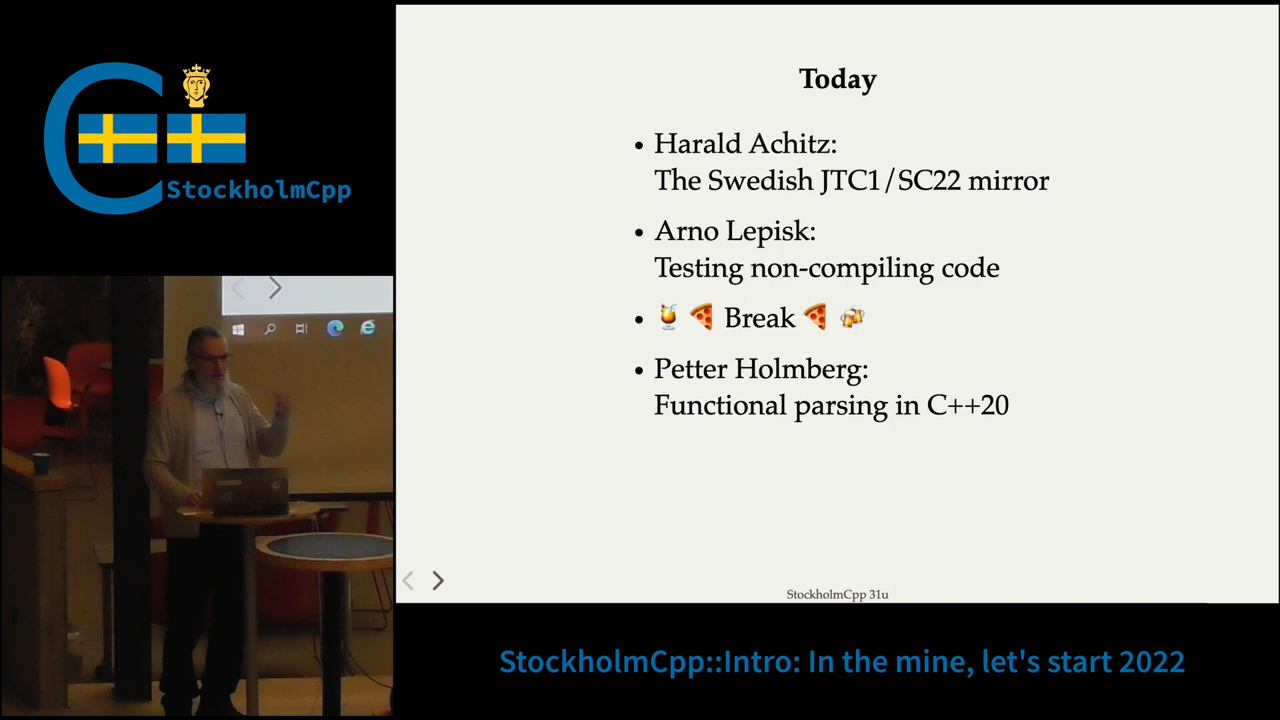 StockholmCpp
Today
• Harald Achitz:
The Swedish JTC1/SC22 mirror
• Arno Lepisk:
Testing non-compiling code
• 🍹 🍕 Break 🍕 🍻
• Petter Holmberg:
Functional parsing in C++20
StockholmCpp 31u
StockholmCpp::Intro: In the mine, let's start 2022